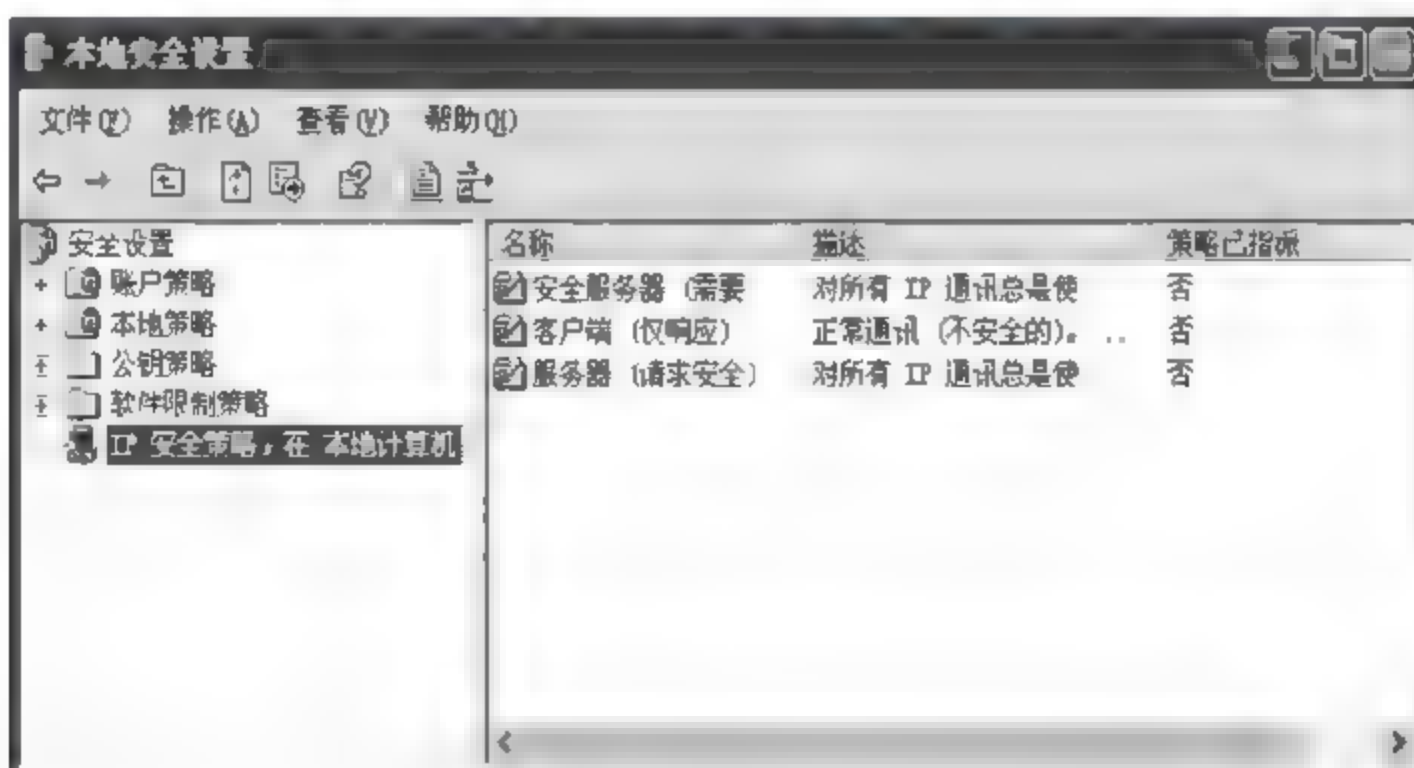 本地安全设置
文件(F) 操作(A) 查看(V) 帮助(H)
安全设置
账户策略
本地策略
公钥策略
软件限制策略
IP 安全策略，在 本地计算机
名称 描述 策略已指派
安全服务器 (需要 对所有 IP 通讯总是使 否
客户端 (仅响应) 正常通讯 (不安全的)。 .. 否
服务器 (请求安全) 对所有 IP 通讯总是使 否